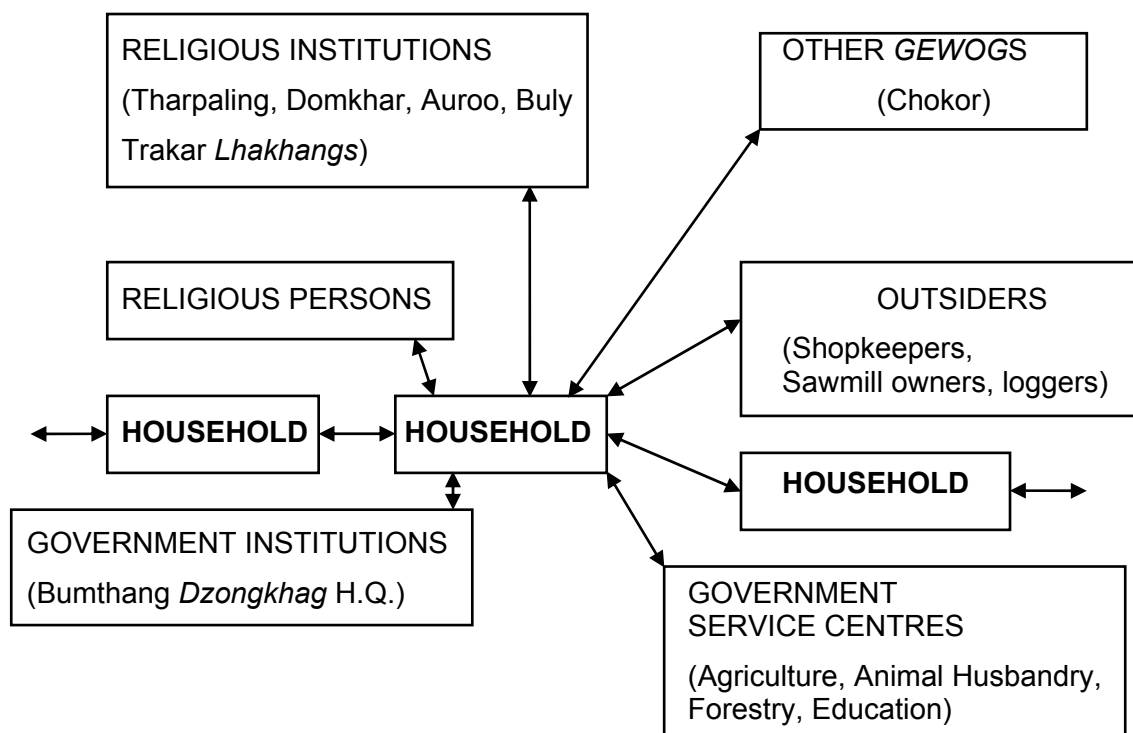 RELIGIOUS INSTITUTIONS
(Tharpaling, Domkhar, Auroo, Buly
Trakar Lhakhangs)
OTHER GEWOGS
(Chokor)
RELIGIOUS PERSONS
OUTSIDERS
(Shopkeepers,
Sawmill owners, loggers)
HOUSEHOLD
HOUSEHOLD
HOUSEHOLD
GOVERNMENT INSTITUTIONS
(Bumthang Dzongkhag H.Q.)
GOVERNMENT
SERVICE CENTRES
(Agriculture, Animal Husbandry,
Forestry, Education)